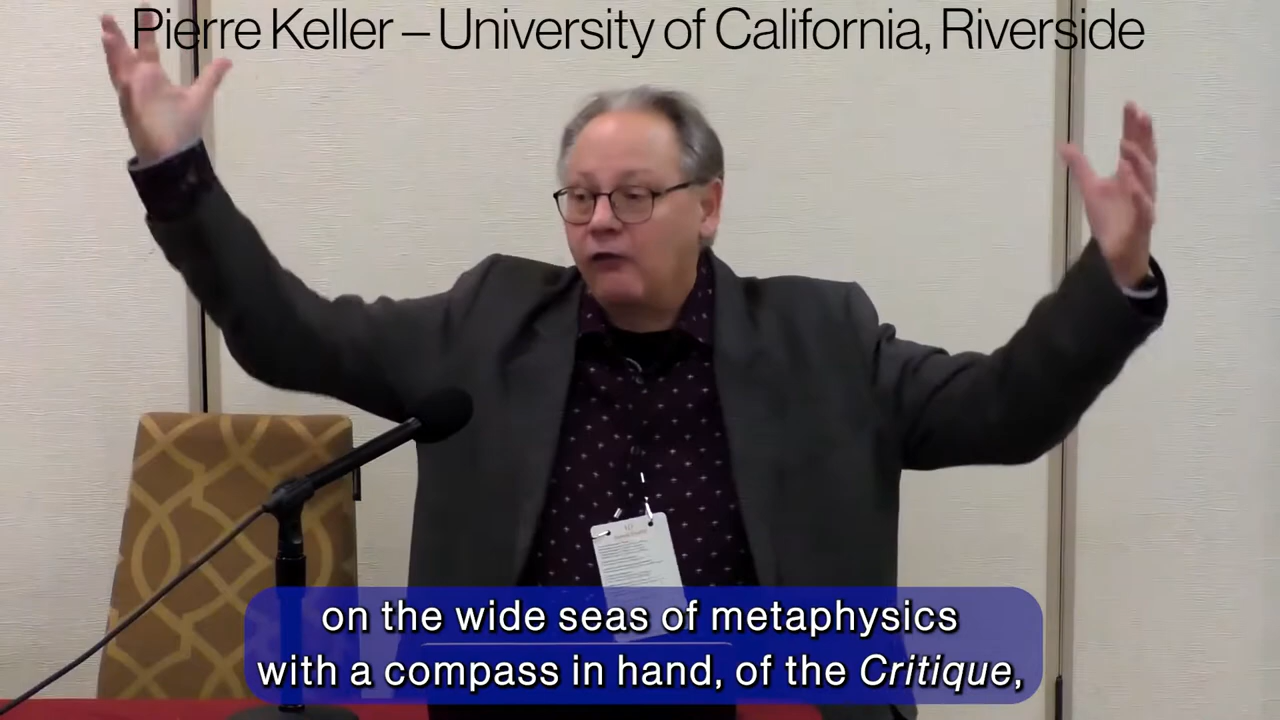 Pierre Keller – University of California, Riverside
on the wide seas of metaphysics
with a compass in hand, of the Critique,